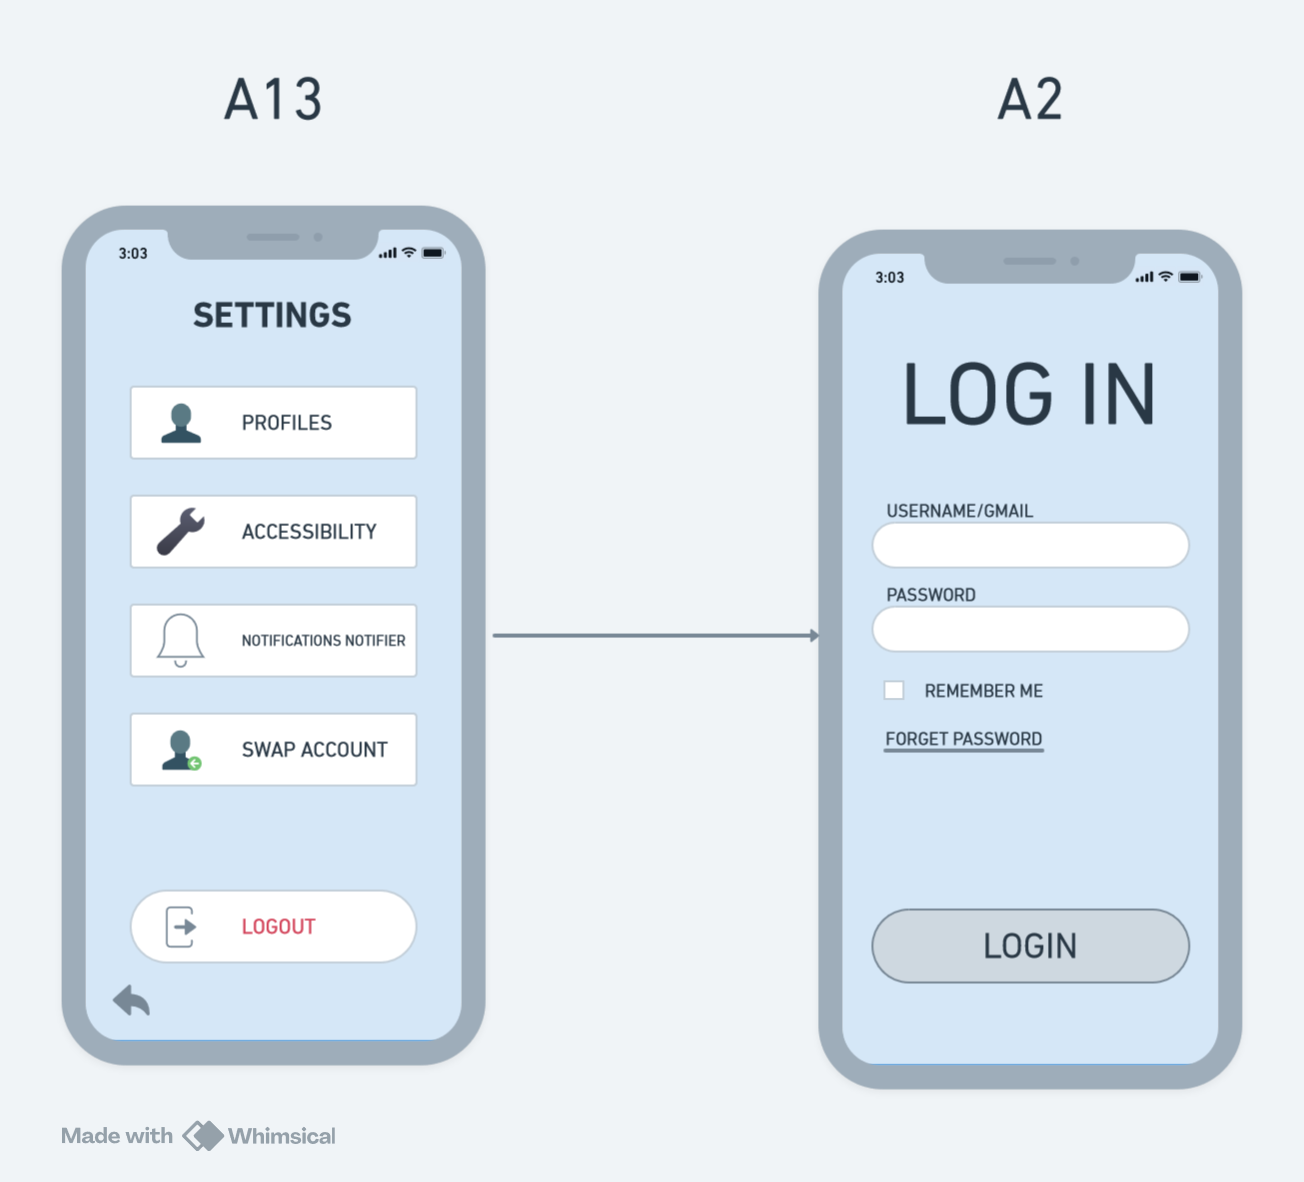 A13
A2
3:03
SETTINGS
PROFILES
ACCESSIBILITY
NOTIFICATIONS NOTIFIER
SWAP ACCOUNT
LOGOUT
3:03
LOG IN
USERNAME/GMAIL
PASSWORD
REMEMBER ME
FORGET PASSWORD
LOGIN
Made with Whimsical